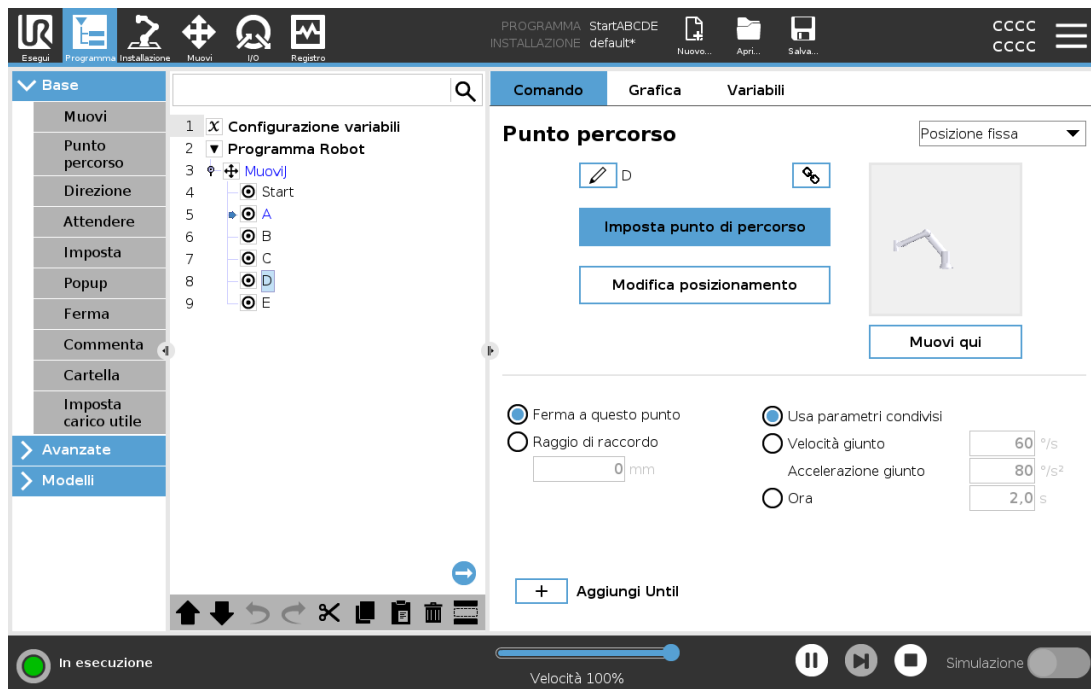 UR
Esegui
Programma
Installazione
Muovi
I/O
Registro
PROGRAMMA StartABCDE
INSTALLAZIONE default*
Nuovo...
Apri...
Salva...
CCCC
CCCC
Base
Muovi
Punto
percorso
Direzione
Attendere
Imposta
Popup
Ferma
Commenta
Cartella
Imposta
carico utile
Avanzate
Modelli
1 x Configurazione variabili
2 Programma Robot
3 MuoviJ
4 Start
5 A
6 B
7 C
8 D
9 E
Comando
Grafica
Variabili
Punto percorso
Posizione fissa
D
Imposta punto di percorso
Modifica posizionamento
Muovi qui
Ferma a questo punto
Raggio di raccordo
0 mm
Usa parametri condivisi
Velocità giunto 60 °/s
Accelerazione giunto 80 °/s²
Ora 2,0 s
+ Aggiungi Until
In esecuzione
Velocità 100%
Simulazione